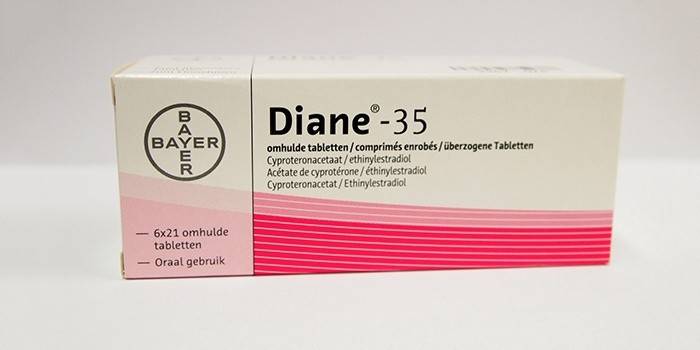 BAYER
BAYER
Diane®-35
omhulde tabletten / comprimés enrobés / überzogene Tabletten
Cyproteronacetaat / ethinylestradiol
Acétate de cyprotérone / éthinylestradiol
Cyproteronacetat / Ethinylestradiol
— 6x21 omhulde
tabletten
— Oraal gebruik